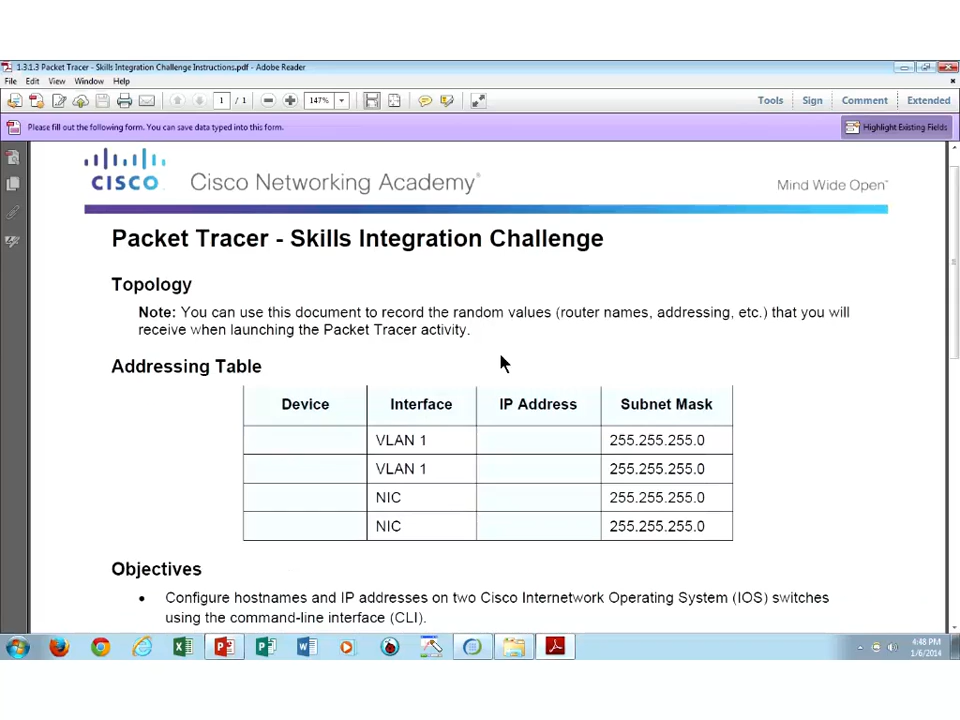 1.3.1.3 Packet Tracer - Skills Integration Challenge Instructions.pdf - Adobe Reader
File Edit View Window Help
1 / 1 147% Tools Sign Comment Extended
Please fill out the following form. You can save data typed into this form. Highlight Existing Fields
CISCO Cisco Networking Academy® Mind Wide Open™
Packet Tracer - Skills Integration Challenge
Topology
Note: You can use this document to record the random values (router names, addressing, etc.) that you will
receive when launching the Packet Tracer activity.
Addressing Table
Device Interface IP Address Subnet Mask
VLAN 1 255.255.255.0
VLAN 1 255.255.255.0
NIC 255.255.255.0
NIC 255.255.255.0
Objectives
• Configure hostnames and IP addresses on two Cisco Internetwork Operating System (IOS) switches
using the command-line interface (CLI).
4:48 PM
1/6/2014